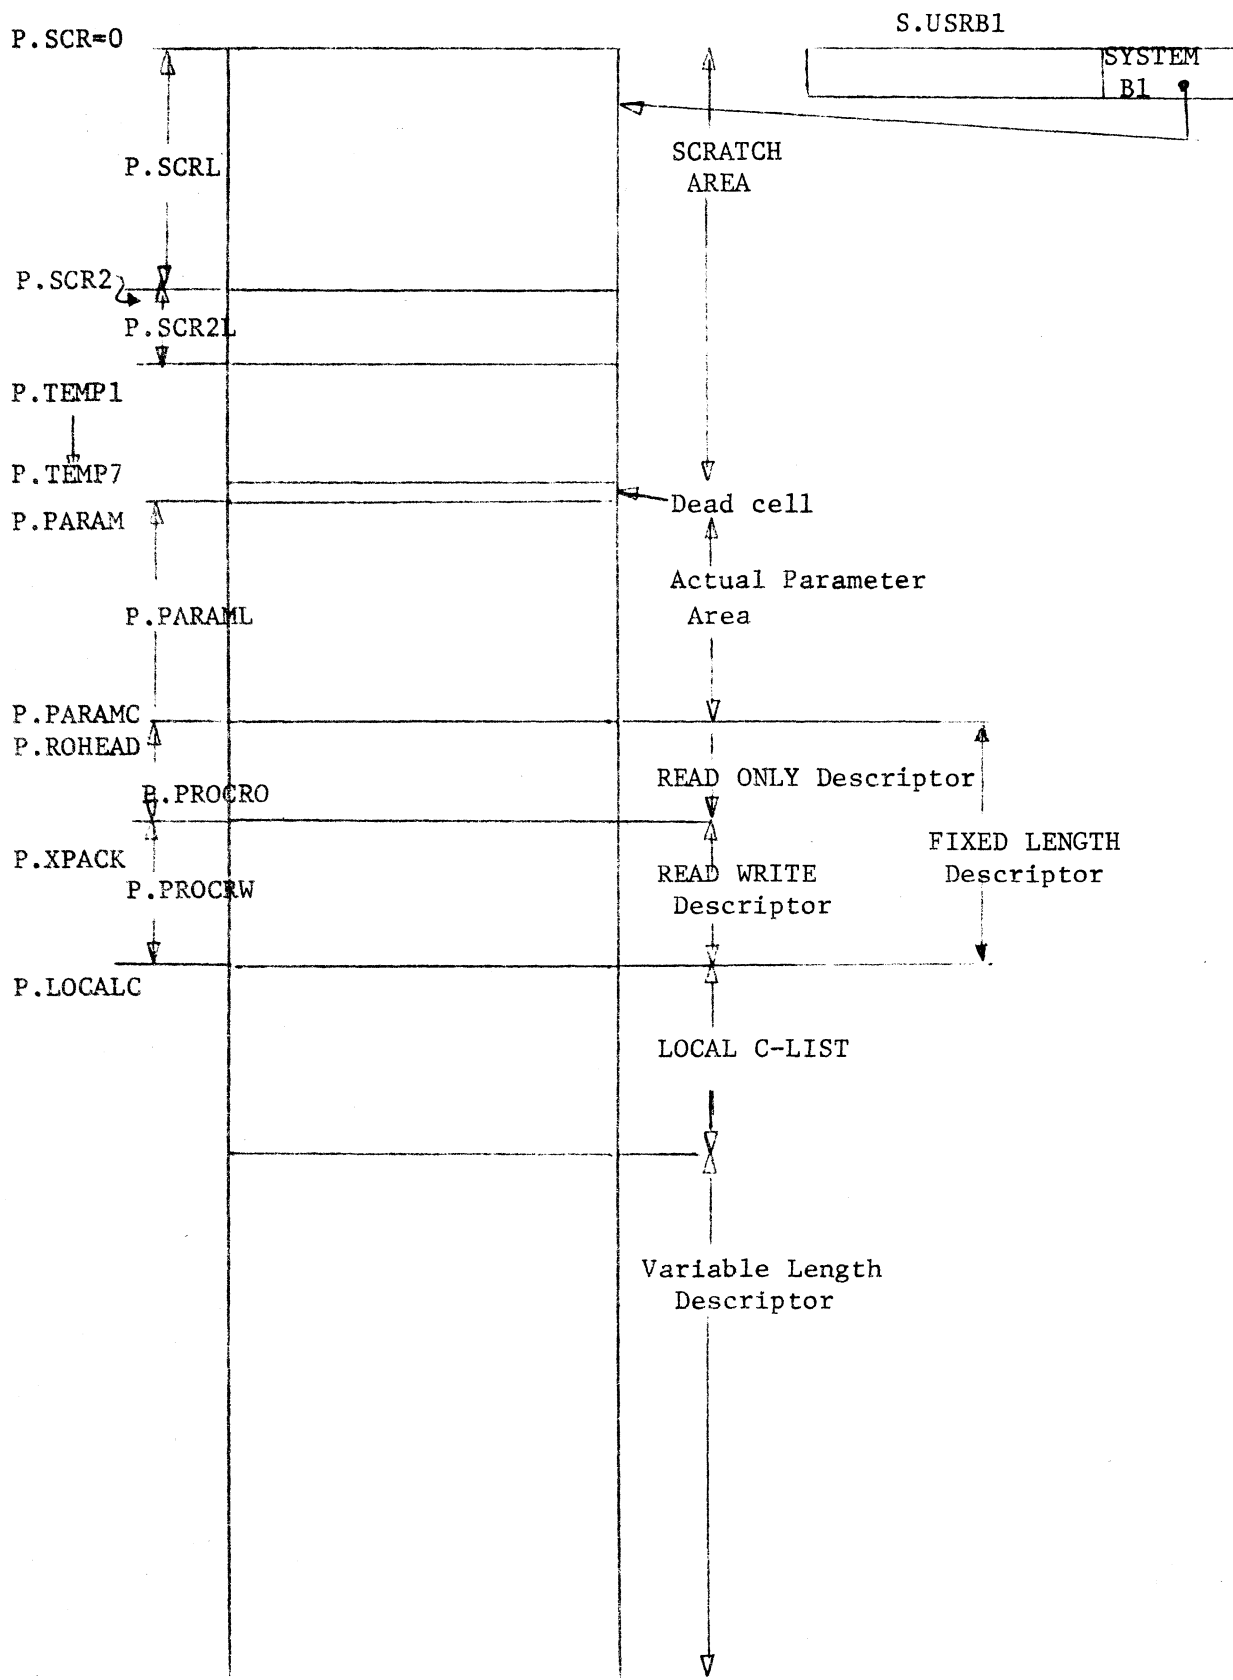 S.USRB1
P.SCR=0
SYSTEM
B1
SCRATCH
AREA
P.SCRL
P.SCR2
P.SCR2L
P.TEMP1
P.TEMP7
Dead cell
P.PARAM
Actual Parameter
Area
P.PARAML
P.PARAMC
P.ROHEAD
READ ONLY Descriptor
P.PROCRO
FIXED LENGTH
Descriptor
P.XPACK
READ WRITE
Descriptor
P.PROCRW
P.LOCALC
LOCAL C-LIST
Variable Length
Descriptor